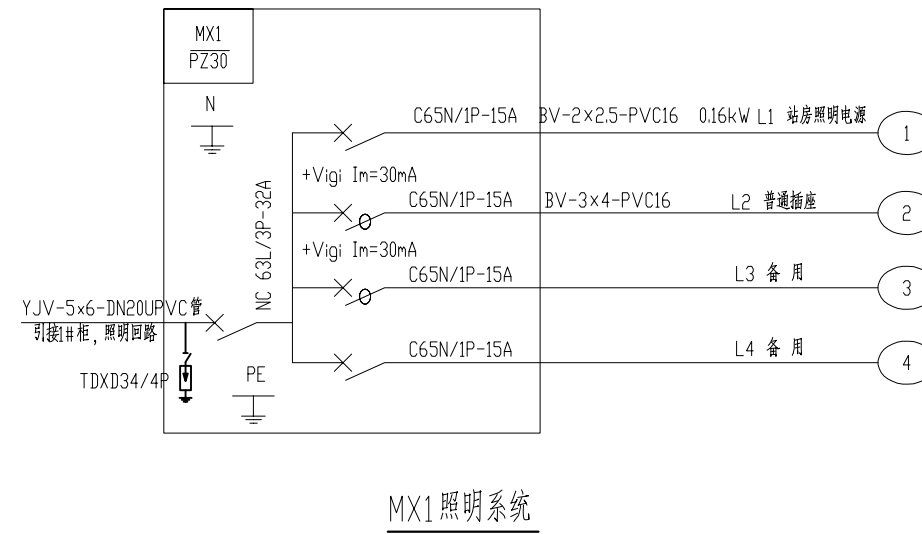 MX1
PZ30
N
C65N/1P-15A BV-2×2.5-PVC16 0.16kW L1 站房照明电源 1
+Vigi Im=30mA
C65N/1P-15A BV-3×4-PVC16 L2 普通插座 2
+Vigi Im=30mA
C65N/1P-15A L3 备用 3
NC 63L/3P-32A
YJV-5x6-DN20UPVC管
引接1#柜，照明回路
C65N/1P-15A L4 备用 4
TDXD34/4P
PE
MX1照明系统